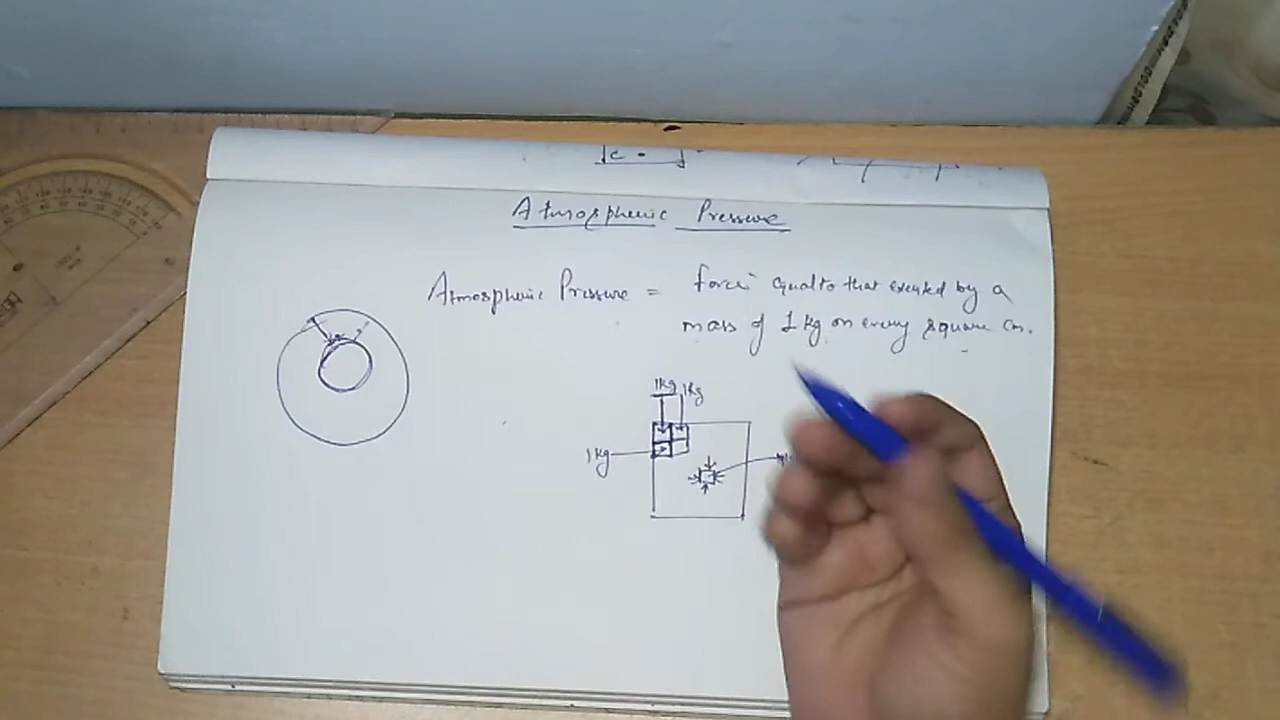 Atmospheric Pressure
Atmospheric Pressure = force equal to that exerted by a
mass of 1 kg on every square cm.
1kg 1kg
1kg